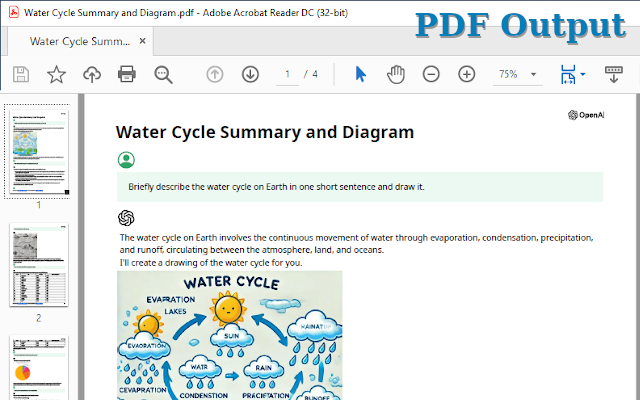 Water Cycle Summary and Diagram.pdf - Adobe Acrobat Reader DC (32-bit)
PDF Output
Water Cycle Summ... ×
1 / 4
75%
OpenAI
Water Cycle Summary and Diagram
Briefly describe the water cycle on Earth in one short sentence and draw it.
The water cycle on Earth involves the continuous movement of water through evaporation, condensation, precipitation,
and runoff, circulating between the atmosphere, land, and oceans.
I'll create a drawing of the water cycle for you.
WATER CYCLE
EVAPRATION
LAKES
SUN
EVAORATION
WATR
RAIN
CEVAPRATION
CONDENSTION
RUNOFF
1
2